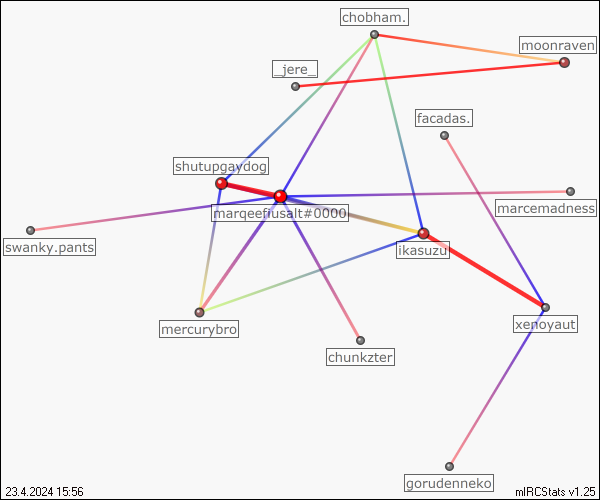 chobham.
moonraven
_jere_
facadas.
shutupgaydog
marcemadness
marqeefiusalt#0000
swanky.pants
ikasuzu
mercurybro
xenoyaut
chunkzter
gorudenneko
23.4.2024 15:56
mIRCStats v1.25